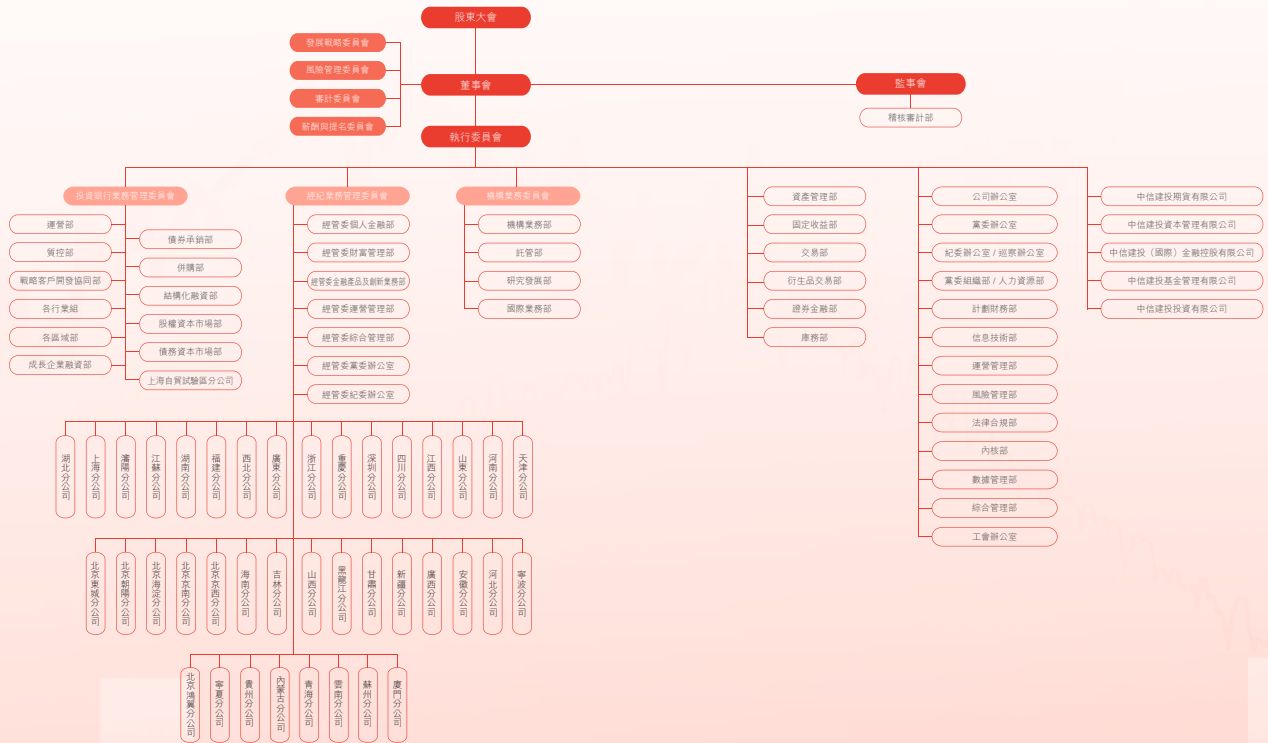 股東大會
發展戰略委員會
風險管理委員會
審計委員會
薪酬與提名委員會
董事會
監事會
稽核審計部
執行委員會
投資銀行業務管理委員會
運營部
質控部
戰略客戶開發協同部
各行業組
各區域部
成長企業融資部
債券承銷部
併購部
結構化融資部
股權資本市場部
債務資本市場部
上海自貿試驗區分公司
經紀業務管理委員會
經管委個人金融部
經管委財富管理部
經管委金融產品及創新業務部
經管委運營管理部
經管委綜合管理部
經管委黨委辦公室
經管委紀委辦公室
機構業務委員會
機構業務部
託管部
研究發展部
國際業務部
資產管理部
固定收益部
交易部
衍生品交易部
證券金融部
庫務部
公司辦公室
黨委辦公室
紀委辦公室 / 巡察辦公室
黨委組織部 / 人力資源部
計劃財務部
信息技術部
運營管理部
風險管理部
法律合規部
內核部
數據管理部
綜合管理部
工會辦公室
中信建投期貨有限公司
中信建投資本管理有限公司
中信建投（國際）金融控股有限公司
中信建投基金管理有限公司
中信建投投資有限公司
湖北分公司
上海分公司
瀋陽分公司
江蘇分公司
湖南分公司
福建分公司
西北分公司
廣東分公司
浙江分公司
重慶分公司
深圳分公司
四川分公司
江西分公司
山東分公司
河南分公司
天津分公司
北京東城分公司
北京朝陽分公司
北京海淀分公司
北京京南分公司
北京京西分公司
海南分公司
吉林分公司
山西分公司
黑龍江分公司
甘肅分公司
新疆分公司
廣西分公司
安徽分公司
河北分公司
寧波分公司
北京鴻翼分公司
寧夏分公司
貴州分公司
內蒙古分公司
青海分公司
雲南分公司
蘇州分公司
廈門分公司